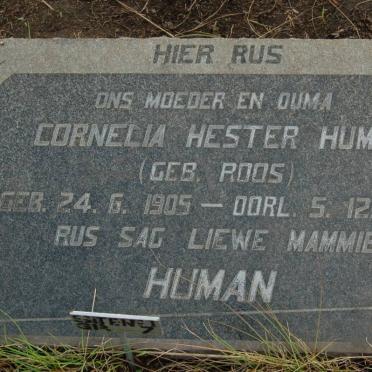 HIER RUS
ONS MOEDER EN OUMA
CORNELIA HESTER HUM
(GEB. ROOS)
GEB. 24. 6. 1905 — OORL. 5. 12
RUS SAG LIEWE MAMMIE
HUMAN